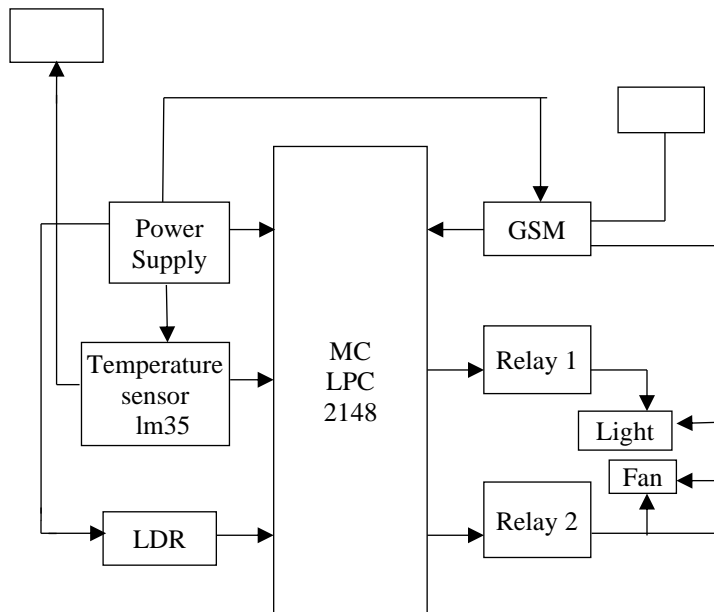 Power
Supply
GSM
Temperature
sensor
lm35
MC
LPC
2148
Relay 1
Light
Fan
LDR
Relay 2